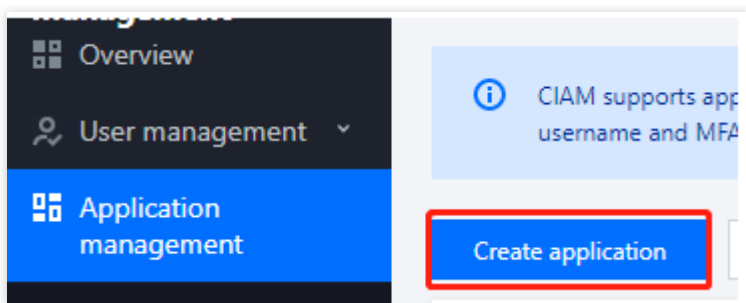 Overview
User management
Application
management
CIAM supports app
username and MFA
Create application